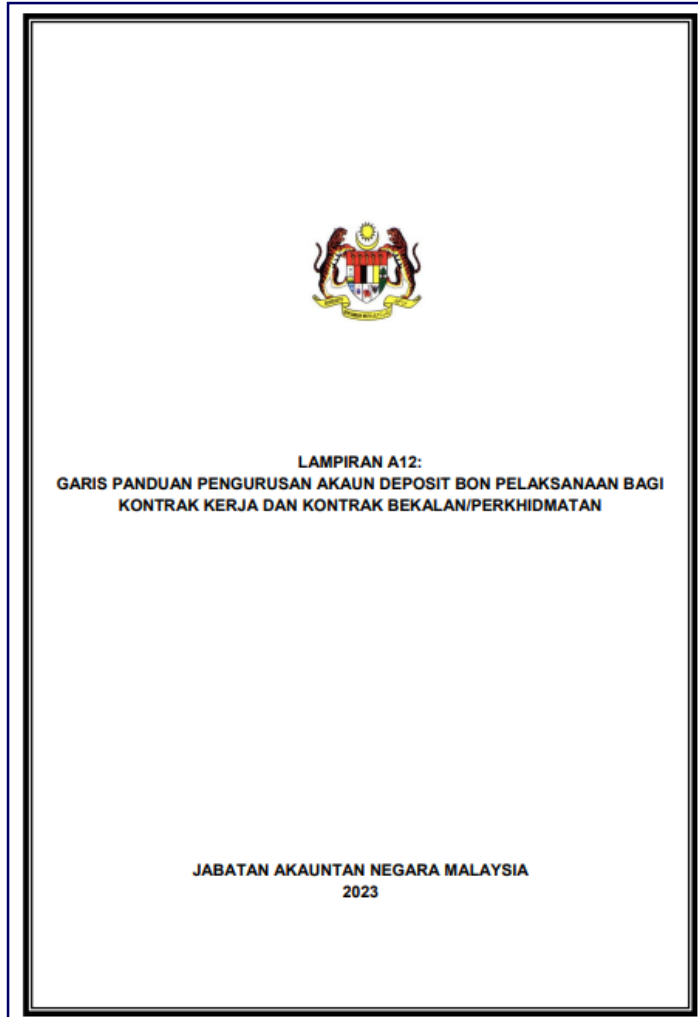 LAMPIRAN A12:
GARIS PANDUAN PENGURUSAN AKAUN DEPOSIT BON PELAKSANAAN BAGI
KONTRAK KERJA DAN KONTRAK BEKALAN/PERKHIDMATAN
JABATAN AKAUNTAN NEGARA MALAYSIA
2023